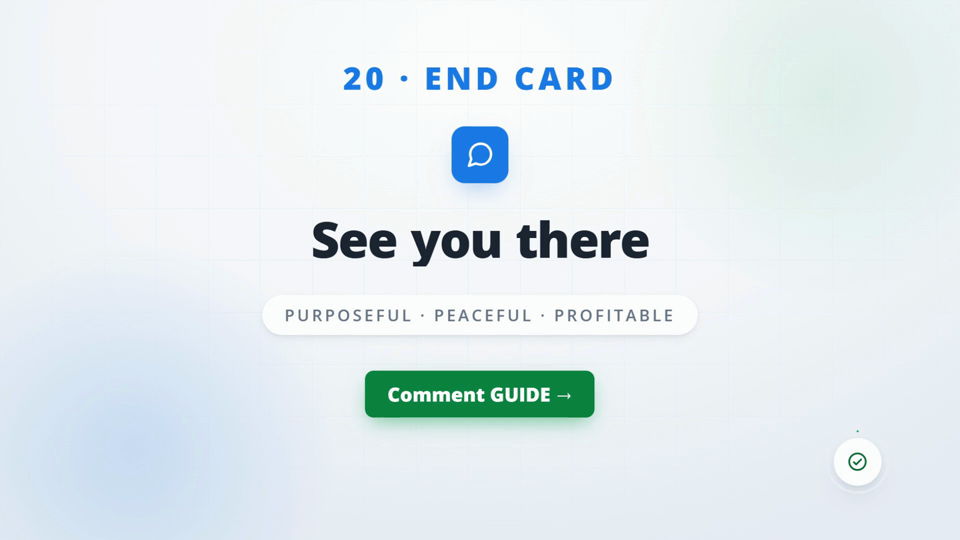 20 · END CARD
See you there
PURPOSEFUL · PEACEFUL · PROFITABLE
Comment GUIDE →